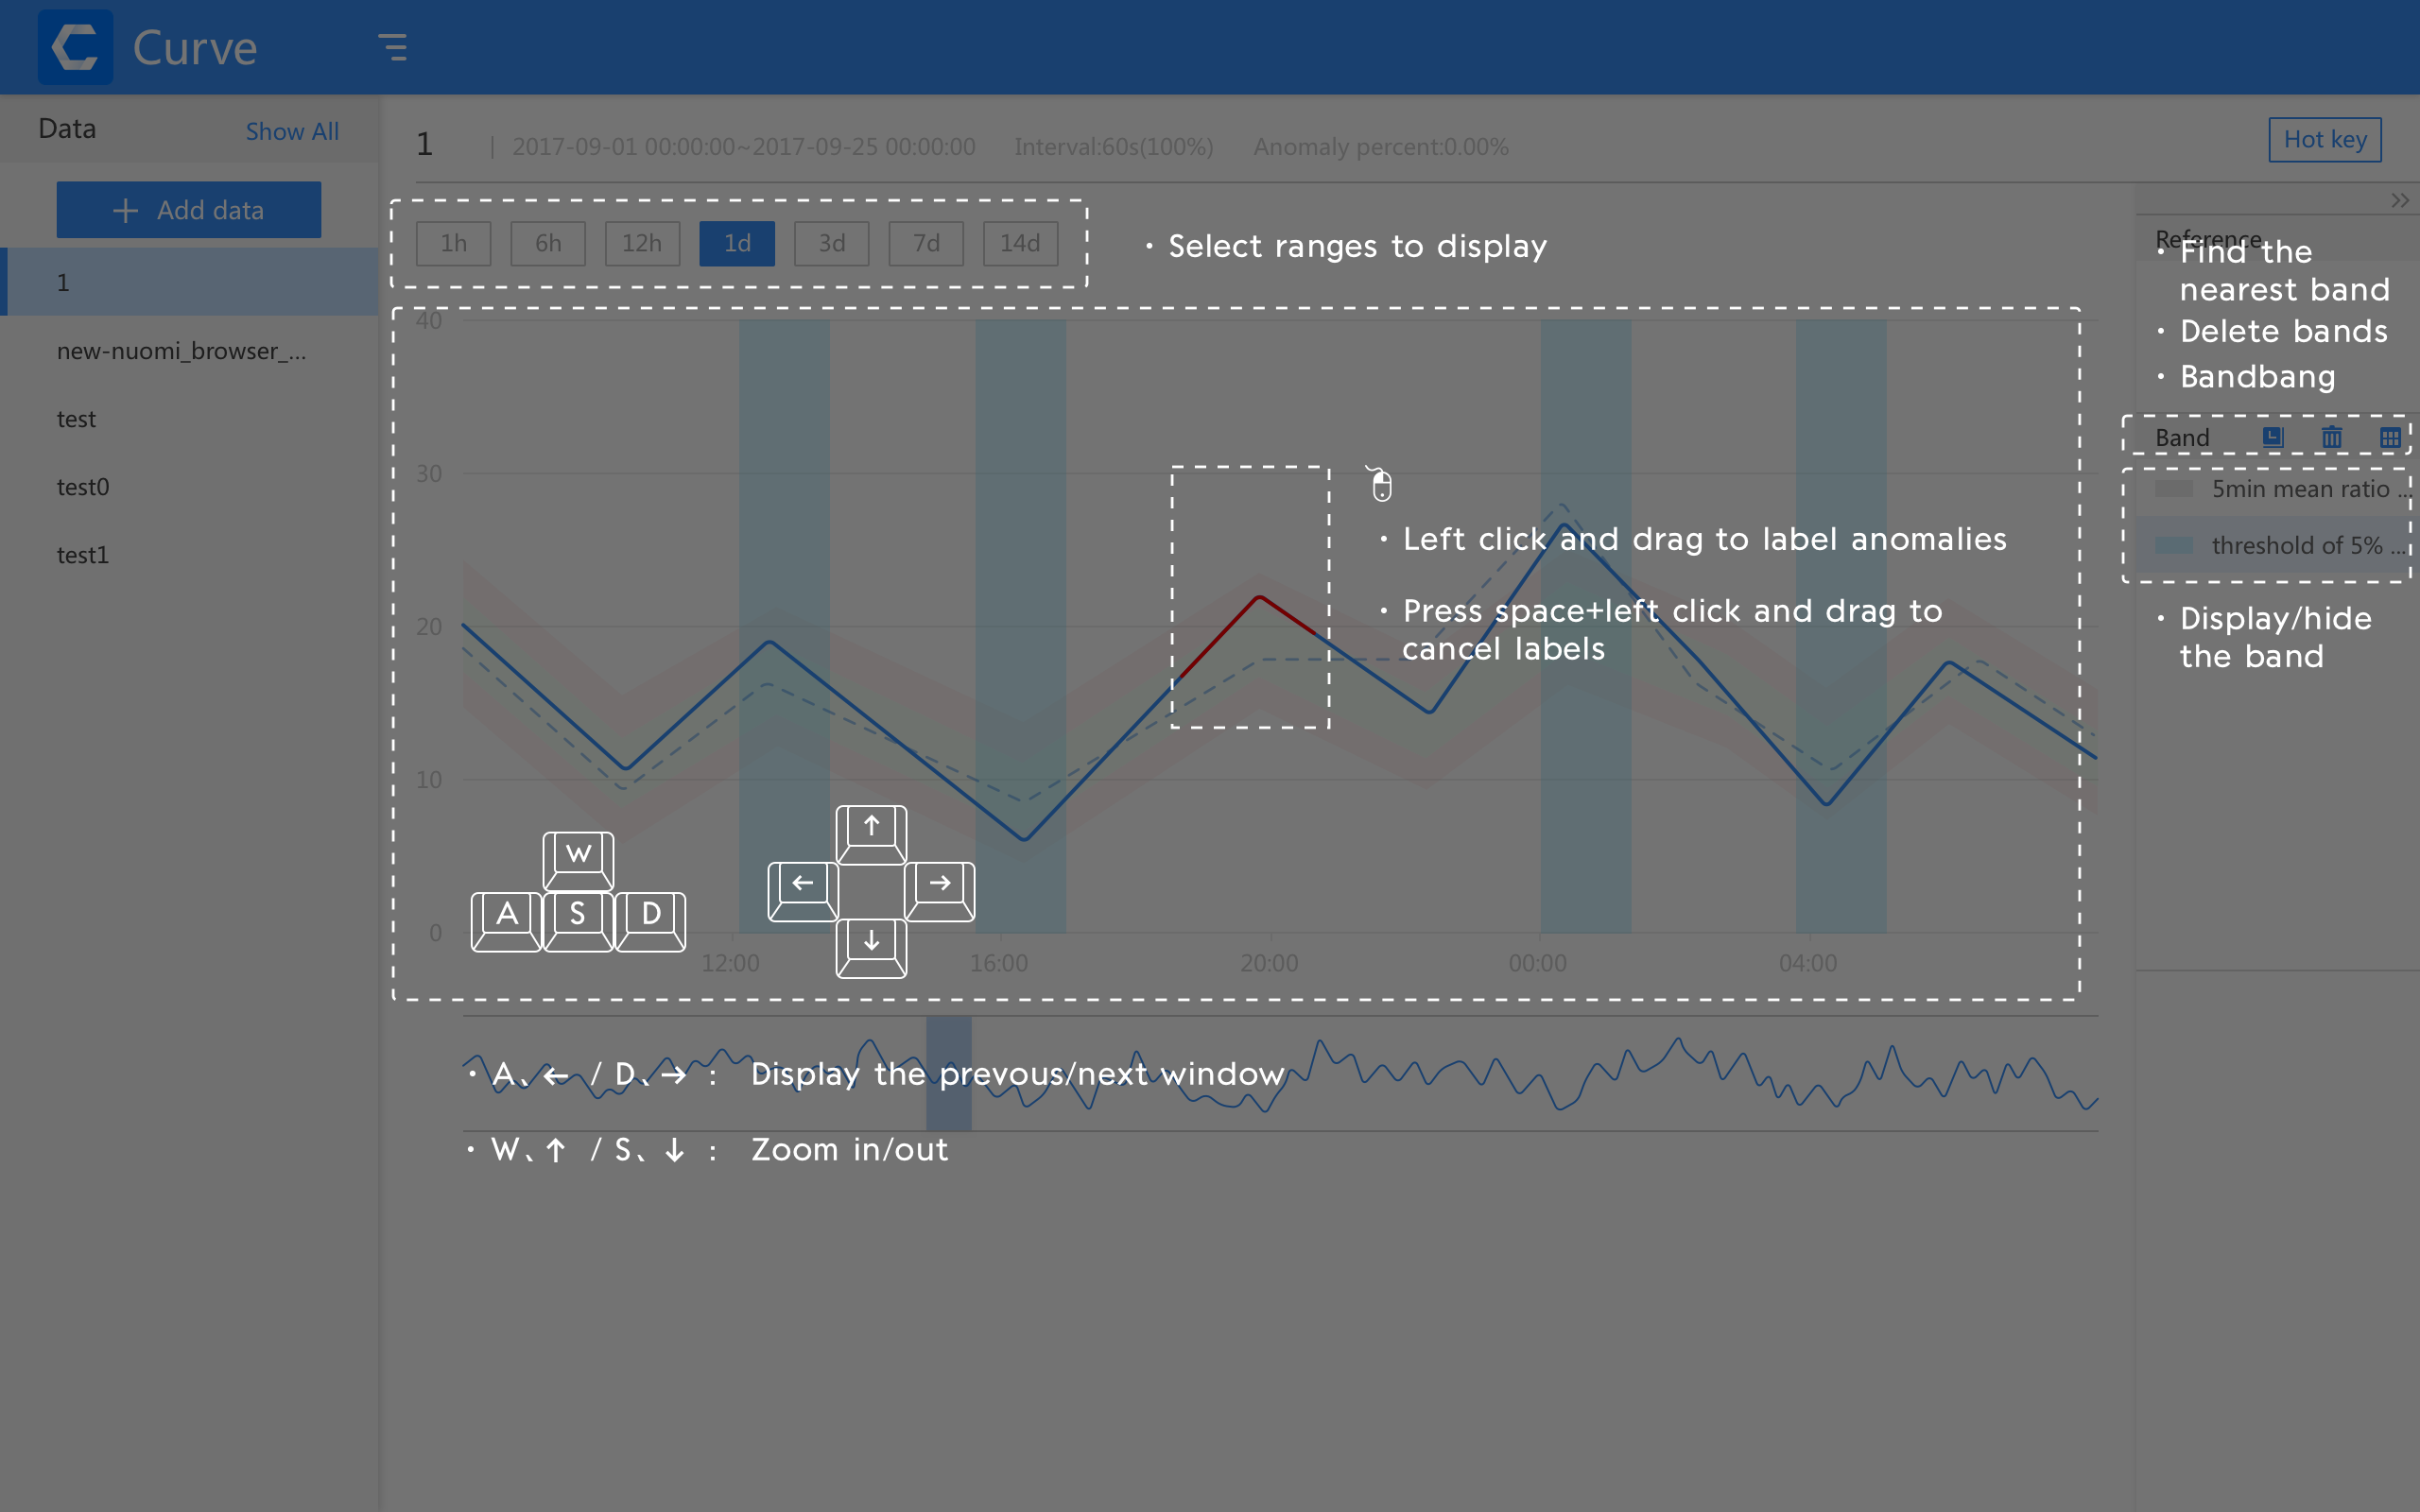 Curve
Data
Show All
1 | 2017-09-01 00:00:00~2017-09-25 00:00:00 Interval:60s(100%) Anomaly percent:0.00%
Hot key
+ Add data
1
new-nuomi_browser_...
test
test0
test1
1h 6h 12h 1d 3d 7d 14d
· Select ranges to display
Reference
· Find the
nearest band
· Delete bands
· Bandbang
Band
5min mean ratio ...
threshold of 5% ...
· Display/hide
the band
40
30
20
10
0
· Left click and drag to label anomalies
· Press space+left click and drag to
cancel labels
W
A S D
↑
← →
↓
12:00 16:00 20:00 00:00 04:00
· A、← / D、→ : Display the prevous/next window
· W、↑ / S、↓ : Zoom in/out